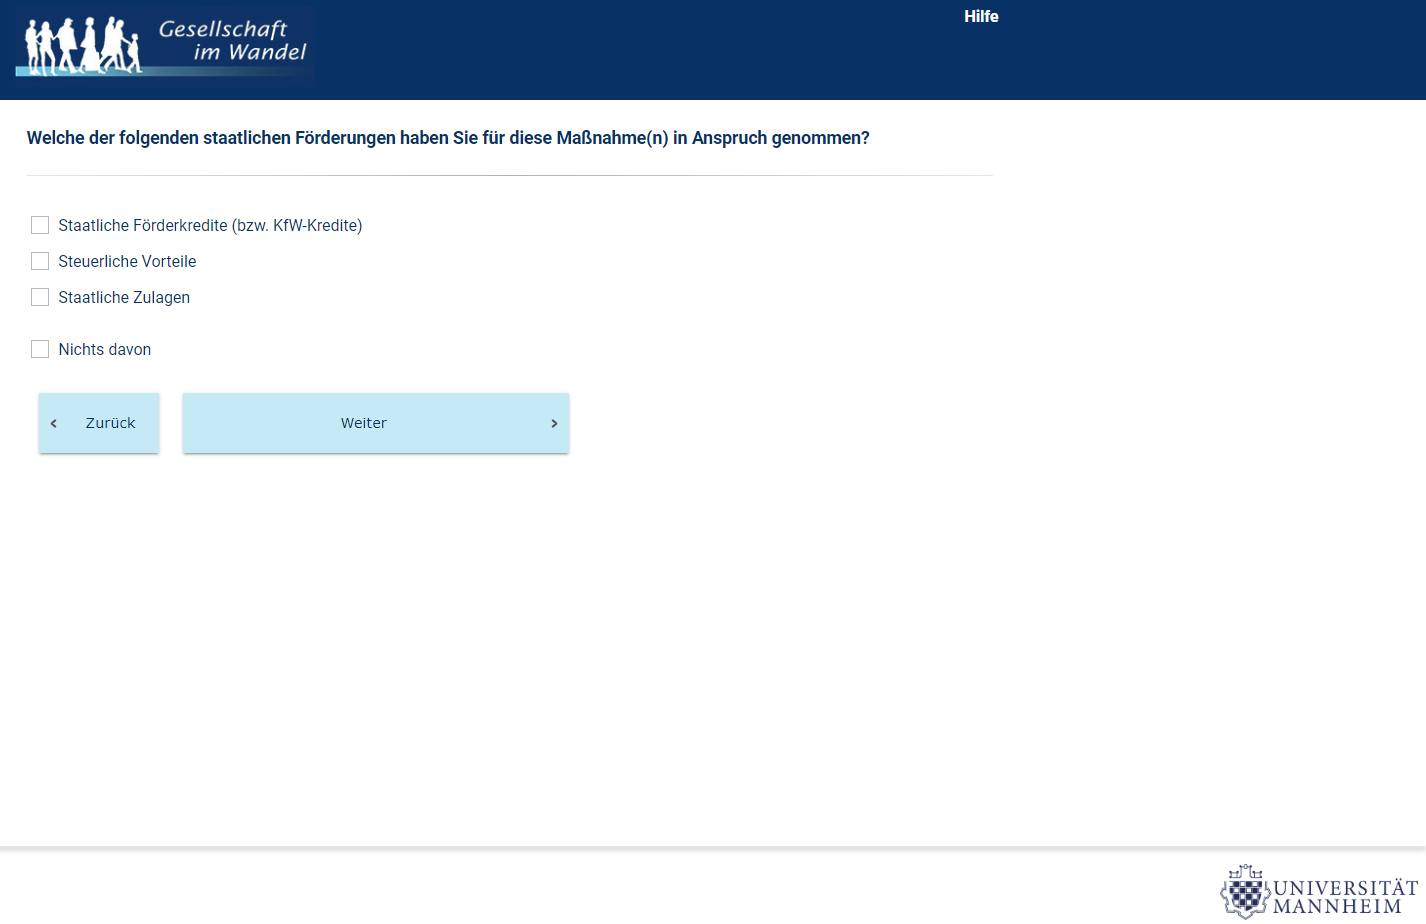 Gesellschaft
im Wandel
Hilfe
Welche der folgenden staatlichen Förderungen haben Sie für diese Maßnahme(n) in Anspruch genommen?
Staatliche Förderkredite (bzw. KfW-Kredite)
Steuerliche Vorteile
Staatliche Zulagen
Nichts davon
Zurück
Weiter
UNIVERSITÄT
MANNHEIM